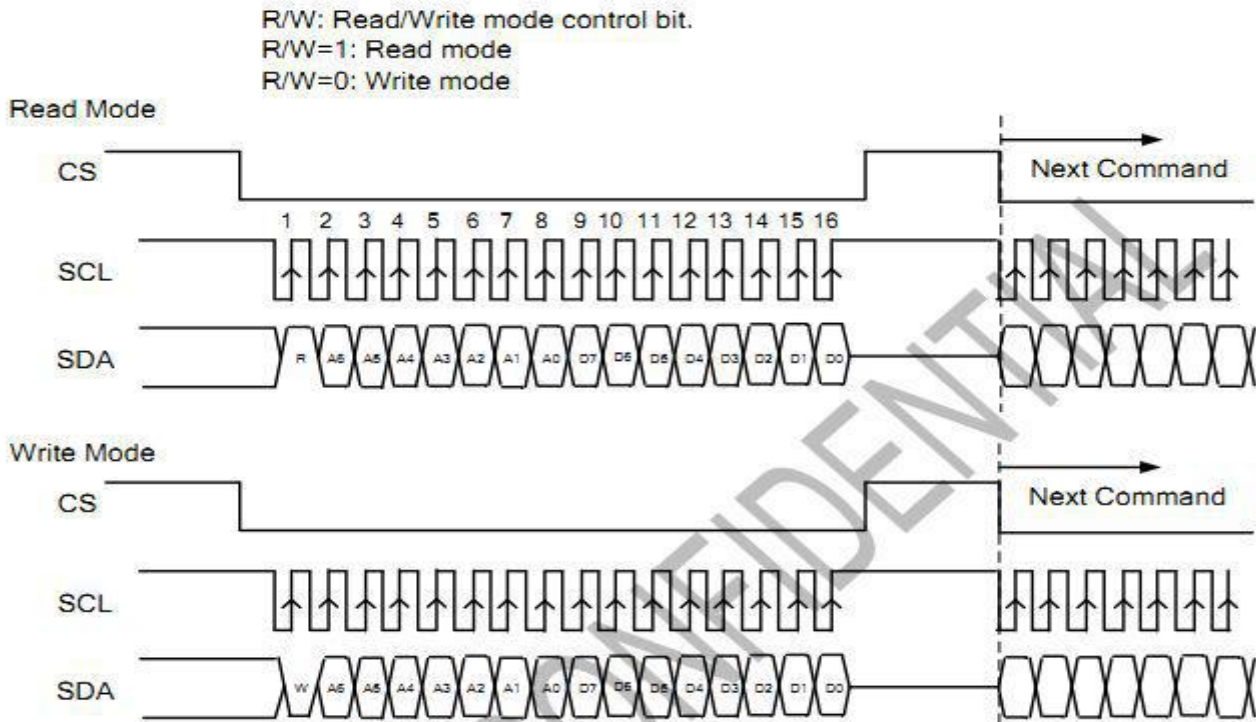 R/W: Read/Write mode control bit.
R/W=1: Read mode
R/W=0: Write mode
Read Mode
CS
Next Command
1 2 3 4 5 6 7 8 9 10 11 12 13 14 15 16
SCL
SDA R A6 A5 A4 A3 A2 A1 A0 D7 D6 D5 D4 D3 D2 D1 D0
Write Mode
CS
Next Command
SCL
SDA W A6 A5 A4 A3 A2 A1 A0 D7 D6 D5 D4 D3 D2 D1 D0
CONFIDENTIAL